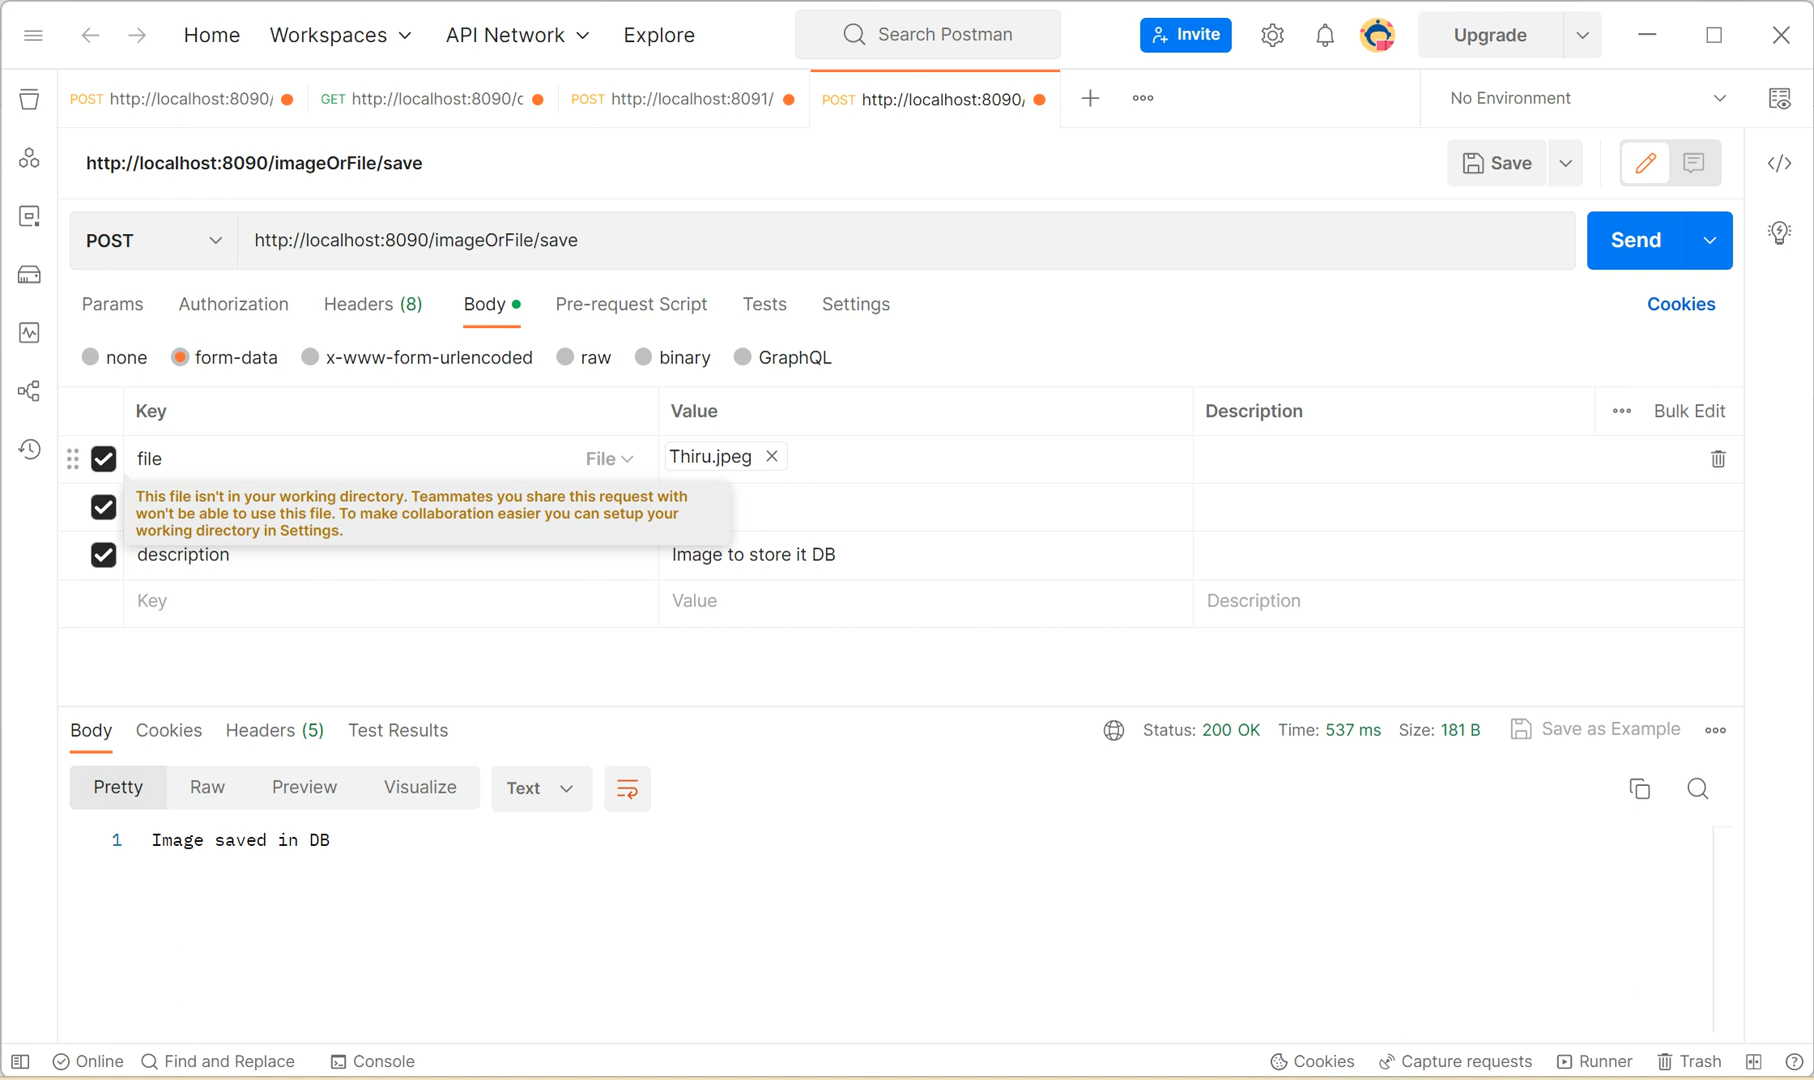 Home Workspaces API Network Explore Search Postman Invite Upgrade
POST http://localhost:8090/ GET http://localhost:8090/c POST http://localhost:8091/ POST http://localhost:8090/ No Environment
http://localhost:8090/imageOrFile/save Save
POST http://localhost:8090/imageOrFile/save Send
Params Authorization Headers (8) Body Pre-request Script Tests Settings Cookies
none form-data x-www-form-urlencoded raw binary GraphQL
Key Value Description Bulk Edit
file File Thiru.jpeg
This file isn't in your working directory. Teammates you share this request with
won't be able to use this file. To make collaboration easier you can setup your
working directory in Settings.
description Image to store it DB
Key Value Description
Body Cookies Headers (5) Test Results Status: 200 OK Time: 537 ms Size: 181 B Save as Example
Pretty Raw Preview Visualize Text
1 Image saved in DB
Online Find and Replace Console Cookies Capture requests Runner Trash